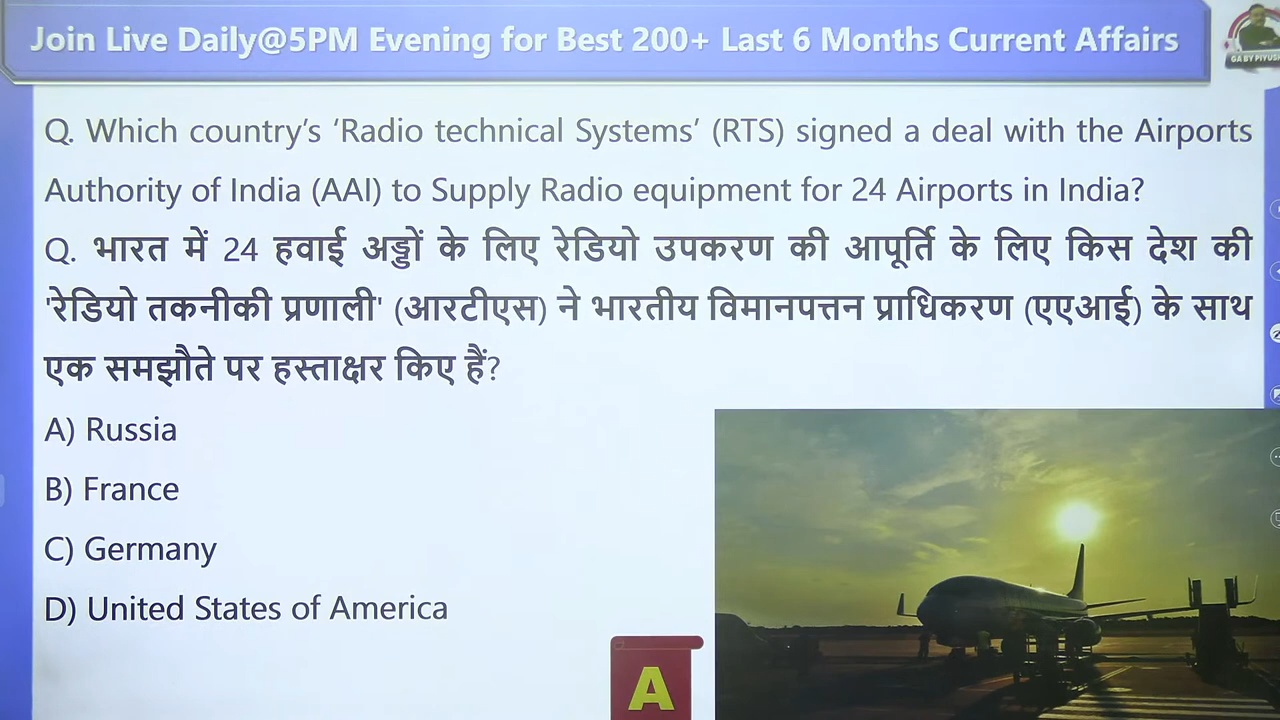 Join Live Daily@5PM Evening for Best 200+ Last 6 Months Current Affairs
GA BY PIYUSH
Q. Which country's ‘Radio technical Systems’ (RTS) signed a deal with the Airports
Authority of India (AAI) to Supply Radio equipment for 24 Airports in India?
Q. भारत में 24 हवाई अड्डों के लिए रेडियो उपकरण की आपूर्ति के लिए किस देश की
'रेडियो तकनीकी प्रणाली' (आरटीएस) ने भारतीय विमानपत्तन प्राधिकरण (एएआई) के साथ
एक समझौते पर हस्ताक्षर किए हैं?
A) Russia
B) France
C) Germany
D) United States of America
A